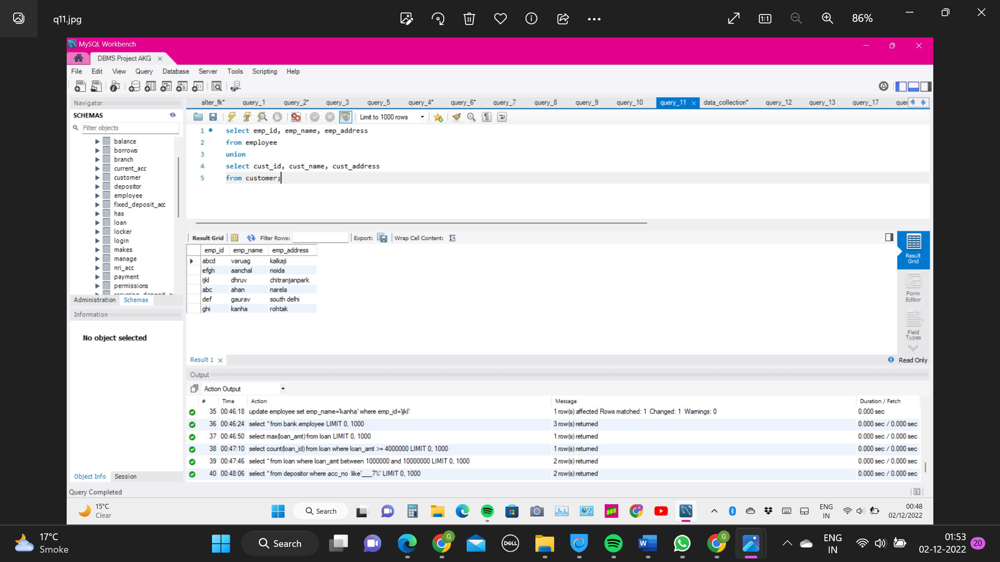 q11.jpg
86%
MySQL Workbench
DBMS Project AKG
File Edit View Query Database Server Tools Scripting Help
Navigator
alter_fk* query_1 query_2* query_3 query_5 query_4* query_6* query_7 query_8 query_9 query_10 query_11 data_collection* query_12 query_13 query_17
SCHEMAS
Filter objects
Limit to 1000 rows
balance
borrows
branch
current_acc
customer
depositor
employee
fixed_deposit_acc
has
loan
locker
login
makes
manage
nri_acc
payment
permissions
Administration Schemas
Information
No object selected
Object Info Session
1 select emp_id, emp_name, emp_address
2 from employee
3 union
4 select cust_id, cust_name, cust_address
5 from customer;
Result Grid Filter Rows: Export: Wrap Cell Content:
emp_id emp_name emp_address
abcd varuag kalkaji
efgh aanchal noida
ijkl dhruv chitranjanpark
abc ahan narela
def gaurav south delhi
ghi kanha rohtak
Result
Grid
Form
Editor
Field
Types
Result 1
Read Only
Output
Action Output
# Time Action Message Duration / Fetch
35 00:46:18 update employee set emp_name='kanha' where emp_id='ijkl' 1 row(s) affected Rows matched: 1 Changed: 1 Warnings: 0 0.000 sec
36 00:46:24 select * from bank.employee LIMIT 0, 1000 3 row(s) returned 0.000 sec / 0.000 sec
37 00:46:50 select max(loan_amt) from loan LIMIT 0, 1000 1 row(s) returned 0.000 sec / 0.000 sec
38 00:47:10 select count(loan_id) from loan where loan_amt >= 4000000 LIMIT 0, 1000 1 row(s) returned 0.000 sec / 0.000 sec
39 00:47:46 select * from loan where loan_amt between 1000000 and 10000000 LIMIT 0, 1000 2 row(s) returned 0.000 sec / 0.000 sec
40 00:48:06 select * from depositor where acc_no like'___7%' LIMIT 0, 1000 2 row(s) returned 0.000 sec / 0.000 sec
Query Completed
15°C
Clear
Search
ENG
IN
00:48
02/12/2022
17°C
Smoke
Search
DELL
ENG
IN
01:53
02-12-2022
20